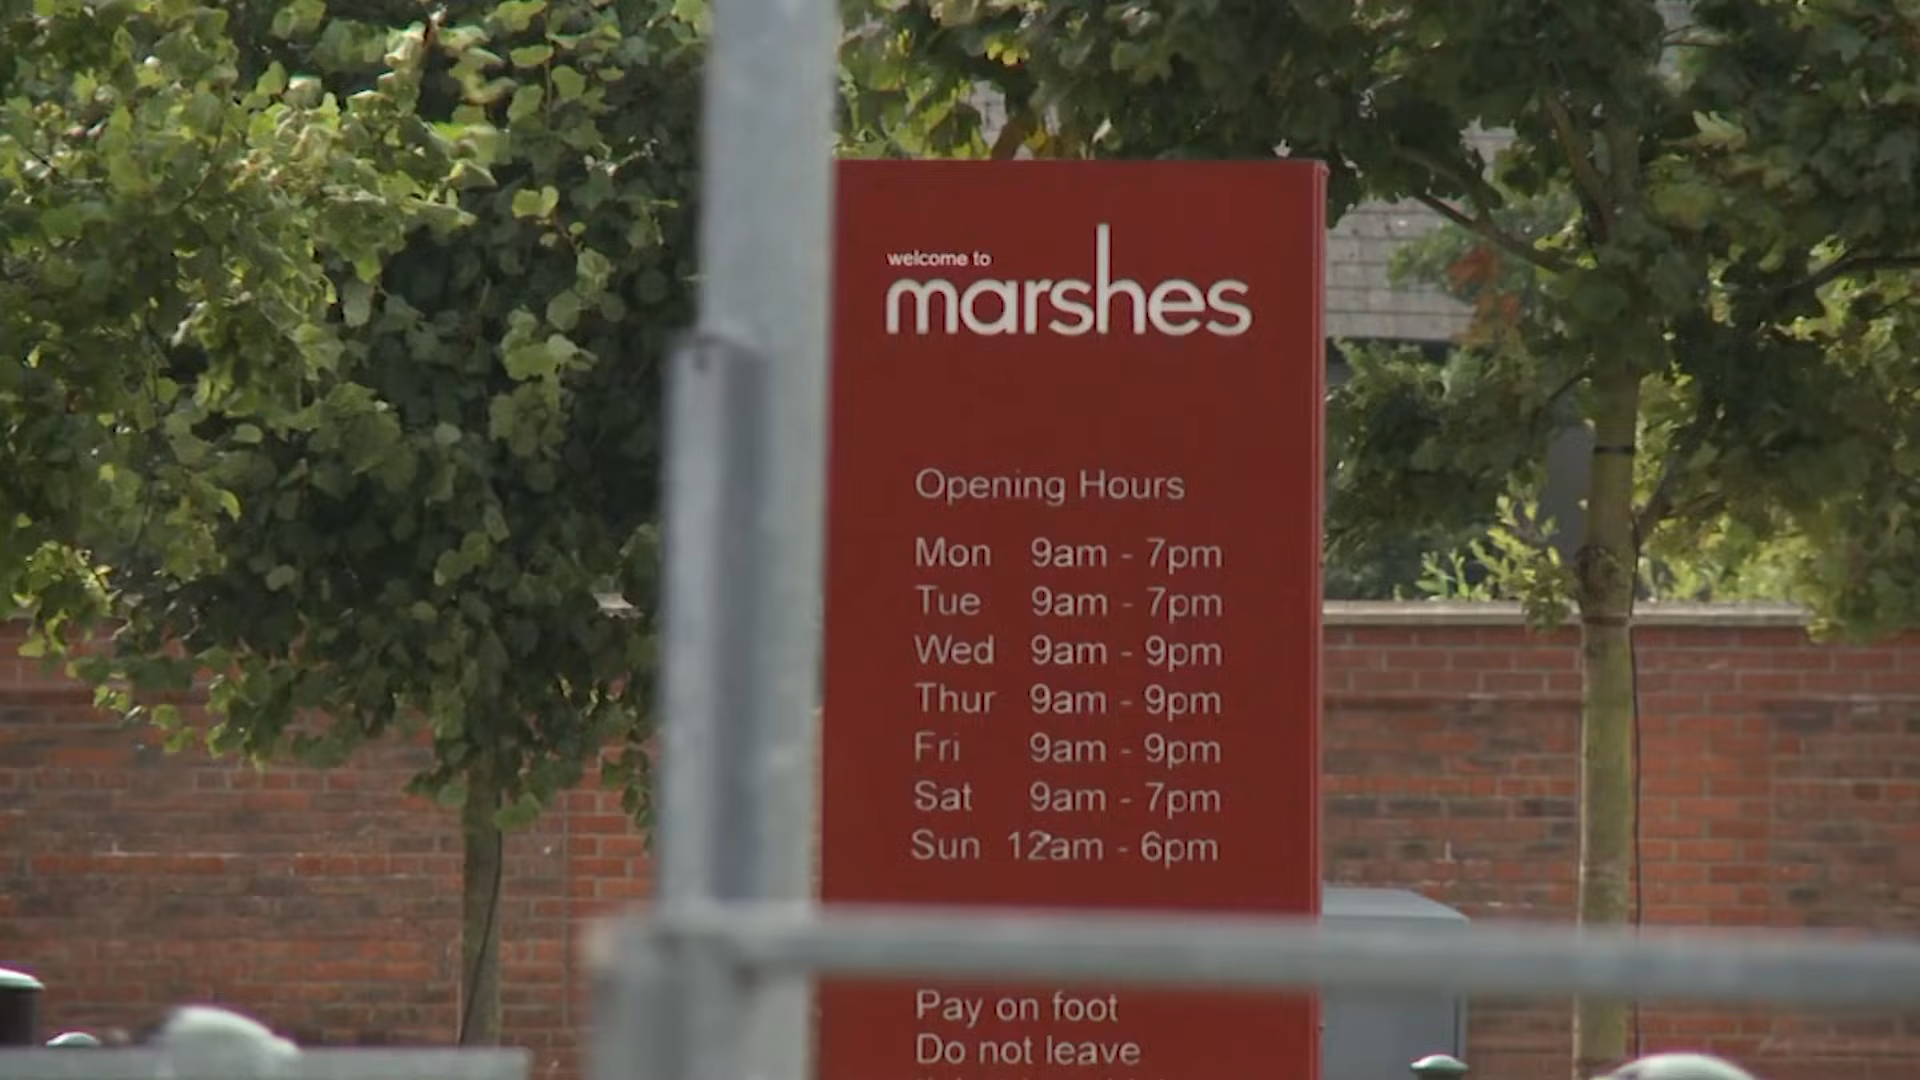 welcome to
marshes
Opening Hours
Mon 9am - 7pm
Tue 9am - 7pm
Wed 9am - 9pm
Thur 9am - 9pm
Fri 9am - 9pm
Sat 9am - 7pm
Sun 12am - 6pm
Pay on foot
Do not leave